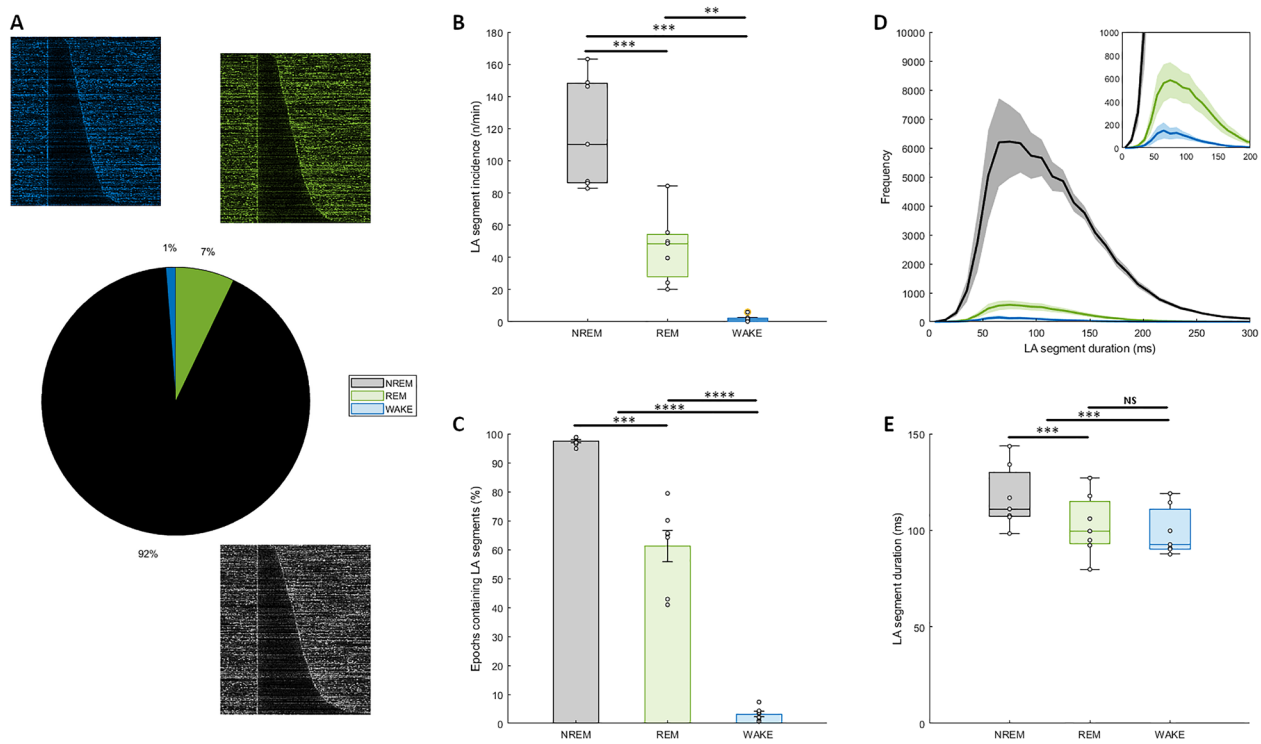 A
1%
7%
92%
NREM
REM
WAKE
B
**
***
***
LA segment incidence (n/min)
180
160
140
120
100
80
60
40
20
0
NREM REM WAKE
C
****
****
***
Epochs containing LA segments (%)
100
90
80
70
60
50
40
30
20
10
0
NREM REM WAKE
D
Frequency
10000
9000
8000
7000
6000
5000
4000
3000
2000
1000
0
0 50 100 150 200 250 300
LA segment duration (ms)
1000
800
600
400
200
0
0 50 100 150 200
E
NS
***
***
LA segment duration (ms)
150
100
50
0
NREM REM WAKE